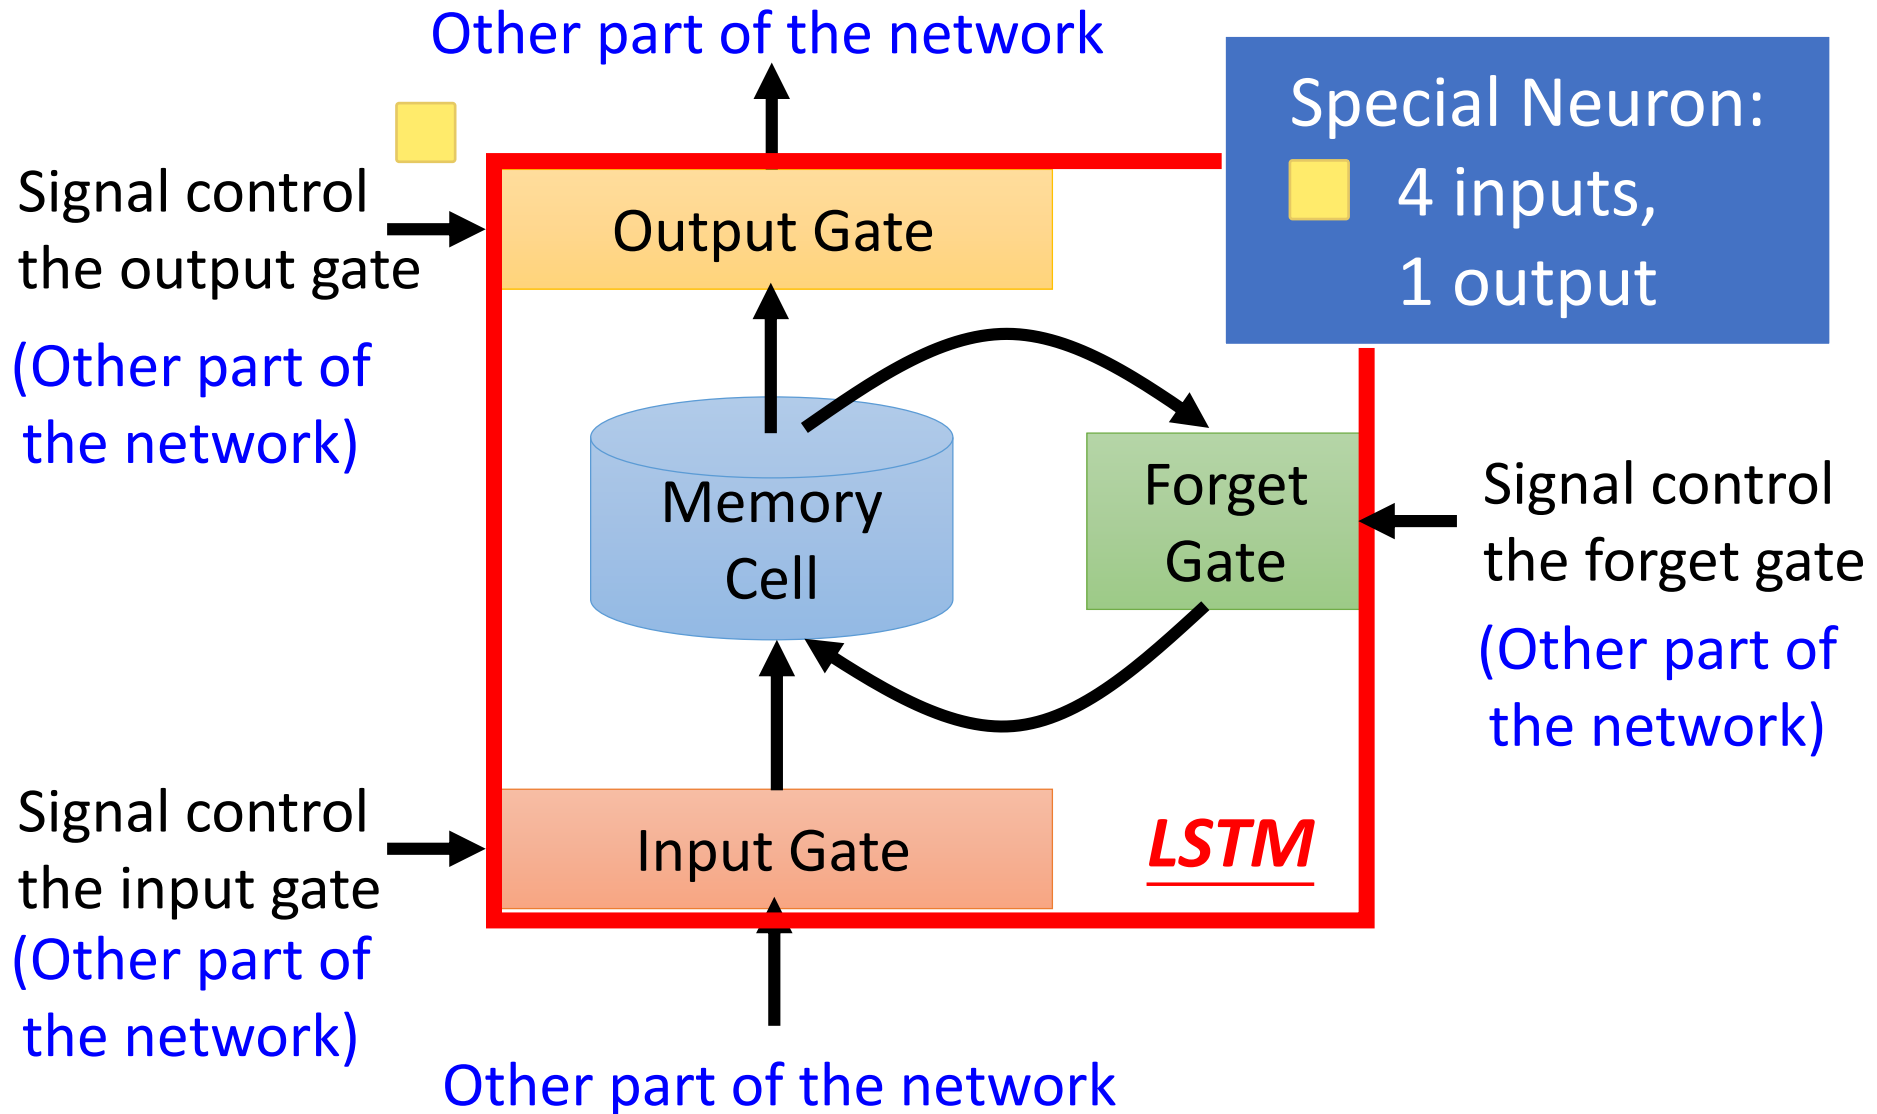 Other part of the network
Special Neuron:
4 inputs,
1 output
Signal control
the output gate
(Other part of
the network)
Output Gate
Memory
Cell
Forget
Gate
Signal control
the forget gate
(Other part of
the network)
Signal control
the input gate
(Other part of
the network)
Input Gate
LSTM
Other part of the network